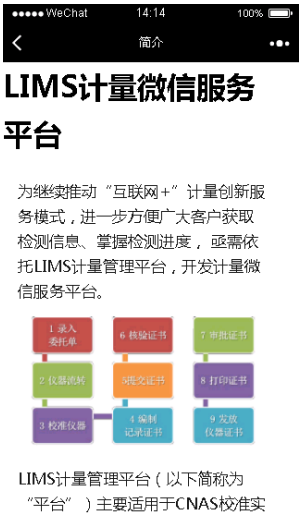 WeChat 14:14 100%
简介
LIMS计量微信服务
平台
为继续推动“互联网+”计量创新服
务模式，进一步方便广大客户获取
检测信息、掌握检测进度， 亟需依
托LIMS计量管理平台，开发计量微
信服务平台。
1 录入
委托单
6 核验证书
7 审批证书
2 仪器流转
5提交证书
8 打印证书
3 校准仪器
4 编制
记录证书
9 发放
仪器证书
LIMS计量管理平台（以下简称为
“平台”）主要适用于CNAS校准实